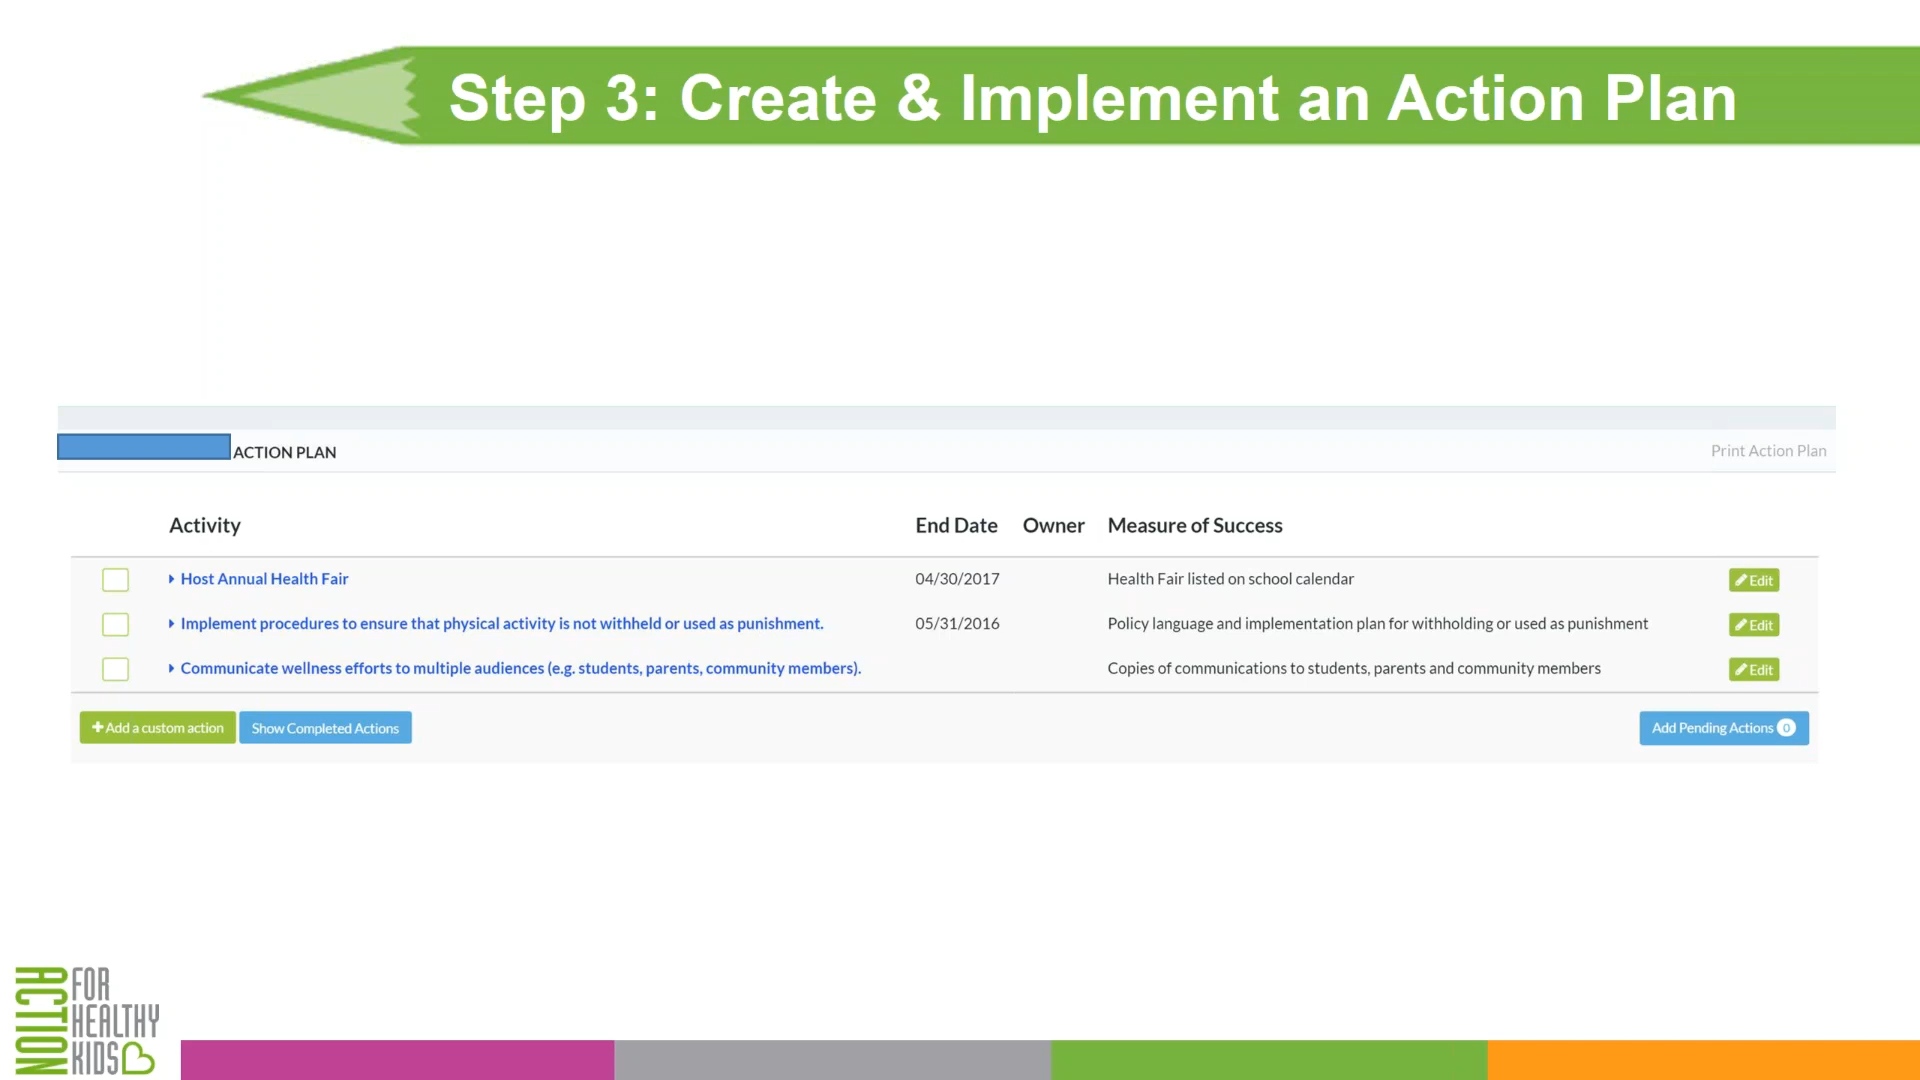 Step 3: Create & Implement an Action Plan
ACTION PLAN
Print Action Plan
Activity End Date Owner Measure of Success
Host Annual Health Fair 04/30/2017 Health Fair listed on school calendar Edit
Implement procedures to ensure that physical activity is not withheld or used as punishment. 05/31/2016 Policy language and implementation plan for withholding or used as punishment Edit
Communicate wellness efforts to multiple audiences (e.g. students, parents, community members). Copies of communications to students, parents and community members Edit
+Add a custom action Show Completed Actions Add Pending Actions 0
ACTION
FOR
HEALTHY
KIDS